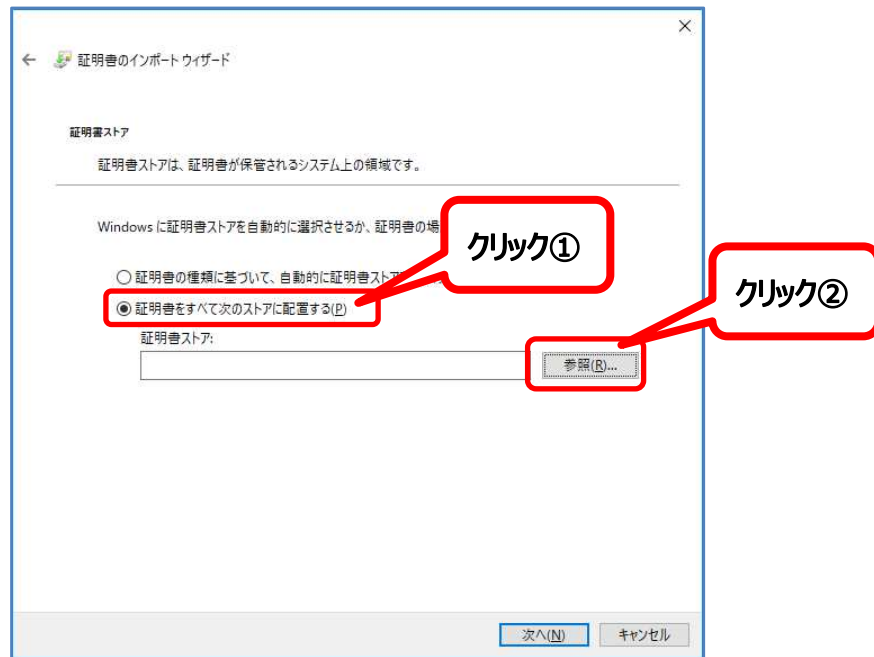 証明書のインポート ウィザード
証明書ストア
証明書ストアは、証明書が保管されるシステム上の領域です。
Windows に証明書ストアを自動的に選択させるか、証明書の場
クリック①
証明書の種類に基づいて、自動的に証明書ストア
クリック②
証明書をすべて次のストアに配置する(P)
証明書ストア:
参照(R)...
次へ(N)
キャンセル